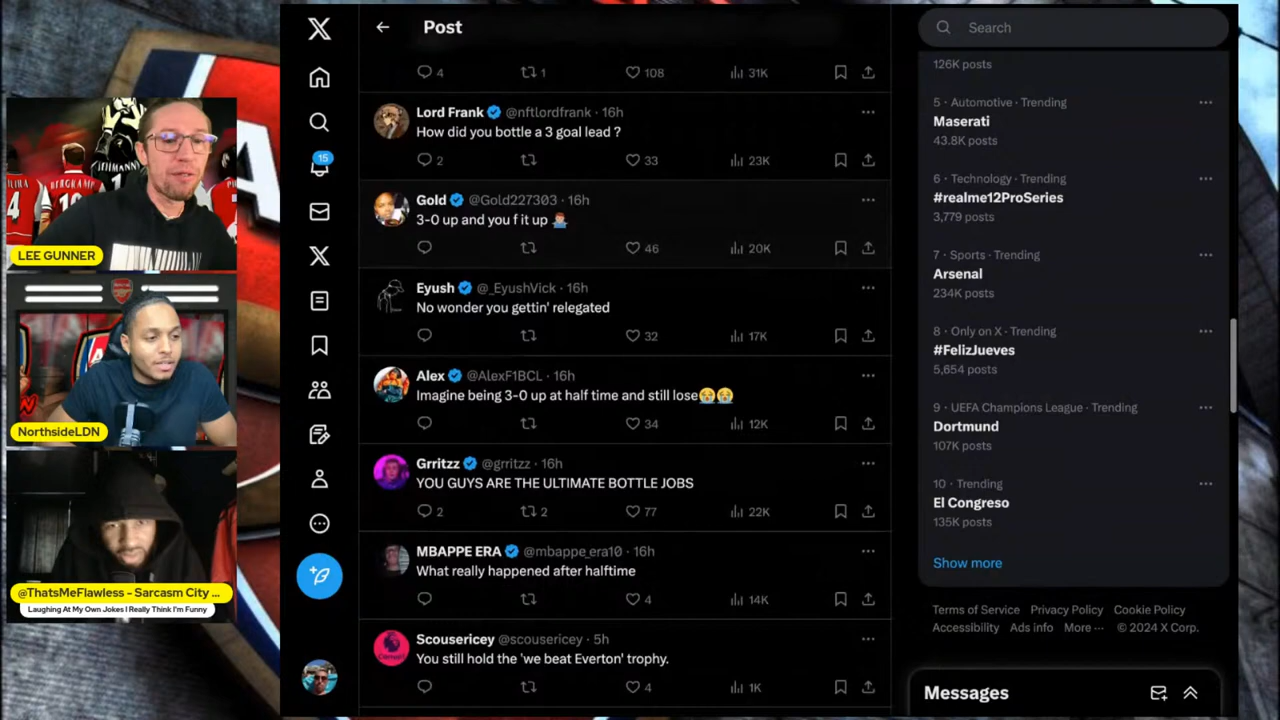 LEHMANN
BERGKAMP
4
10
LEE GUNNER
NorthsideLDN
@ThatsMeFlawless - Sarcasm City ...
Laughing At My Own Jokes I Really Think I'm Funny
15
Post
4 1 108 31K
Lord Frank @nftlordfrank · 16h
How did you bottle a 3 goal lead ?
2 33 23K
Gold @Gold227303 · 16h
3-0 up and you f it up 🤷🏽‍♂️
46 20K
Eyush @_EyushVick · 16h
No wonder you gettin' relegated
32 17K
Alex @AlexF1BCL · 16h
Imagine being 3-0 up at half time and still lose😭😭
34 12K
Grritzz @grritzz · 16h
YOU GUYS ARE THE ULTIMATE BOTTLE JOBS
2 2 77 22K
MBAPPE ERA @mbappe_era10 · 16h
What really happened after halftime
4 14K
Scousericey @scousericey · 5h
You still hold the 'we beat Everton' trophy.
4 1K
Search
126K posts
5 · Automotive · Trending
Maserati
43.8K posts
6 · Technology · Trending
#realme12ProSeries
3,779 posts
7 · Sports · Trending
Arsenal
234K posts
8 · Only on X · Trending
#FelizJueves
5,654 posts
9 · UEFA Champions League · Trending
Dortmund
107K posts
10 · Trending
El Congreso
135K posts
Show more
Terms of Service Privacy Policy Cookie Policy
Accessibility Ads info More ··· © 2024 X Corp.
Messages